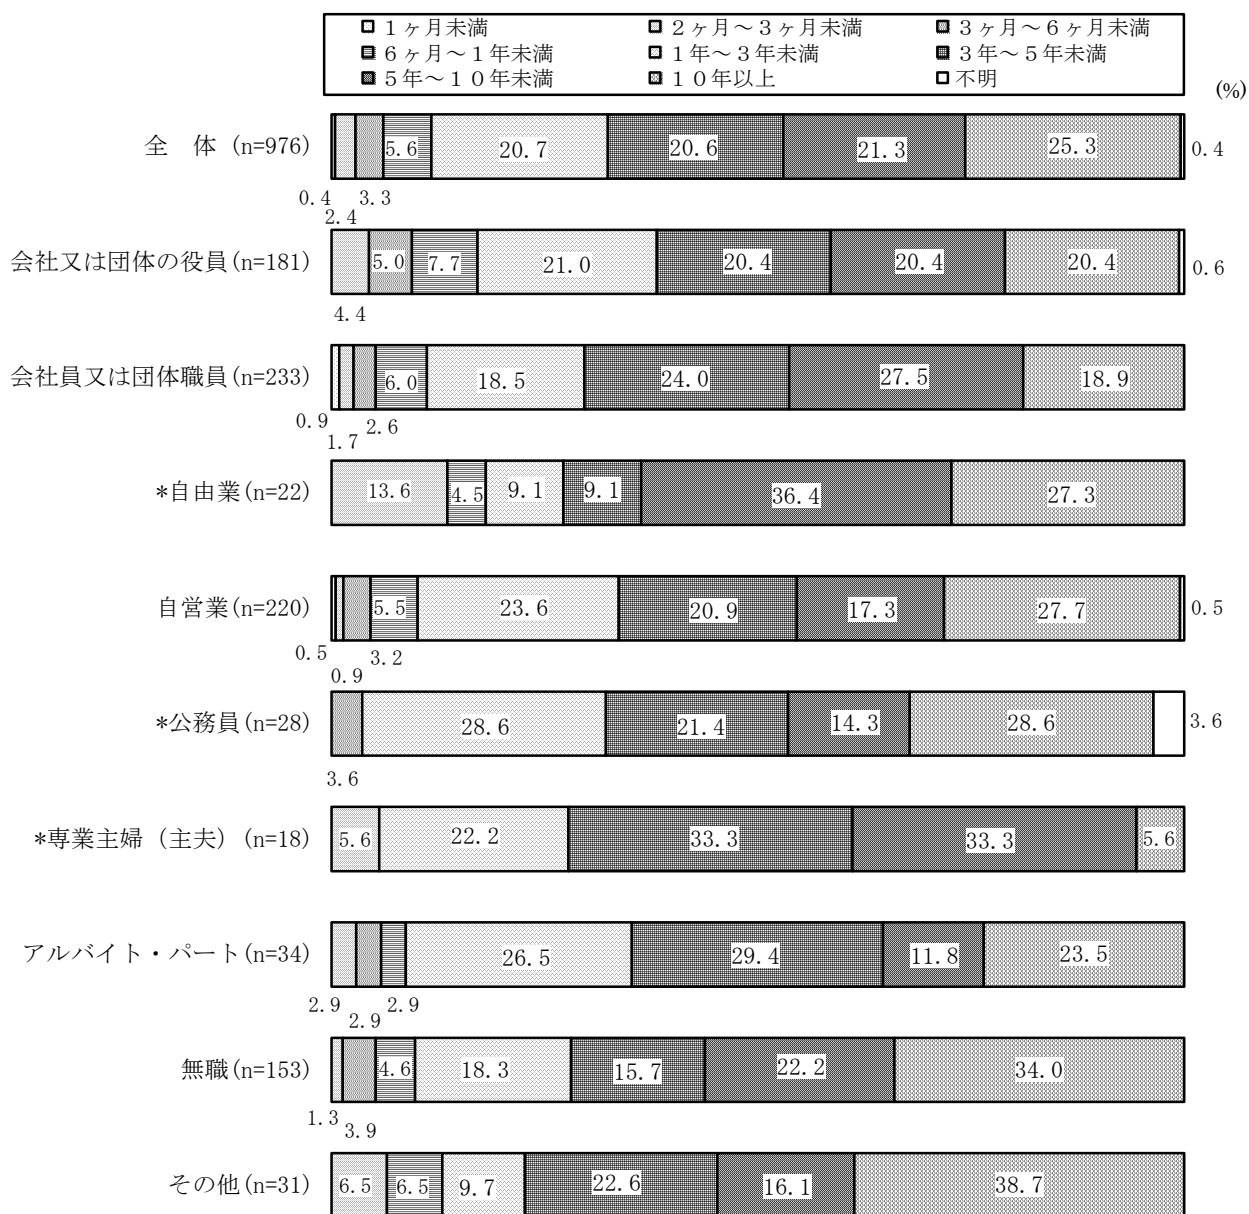 １ヶ月未満 ２ヶ月～３ヶ月未満 ３ヶ月～６ヶ月未満
６ヶ月～１年未満 １年～３年未満 ３年～５年未満
５年～１０年未満 １０年以上 不明
(%)
全　体 (n=976) 5.6 20.7 20.6 21.3 25.3 0.4
0.4 3.3
2.4
会社又は団体の役員(n=181) 5.0 7.7 21.0 20.4 20.4 20.4 0.6
4.4
会社員又は団体職員(n=233) 6.0 18.5 24.0 27.5 18.9
0.9 2.6
1.7
*自由業(n=22) 13.6 4.5 9.1 9.1 36.4 27.3
自営業(n=220) 5.5 23.6 20.9 17.3 27.7 0.5
0.5 3.2
0.9
*公務員(n=28) 28.6 21.4 14.3 28.6 3.6
3.6
*専業主婦（主夫）(n=18) 5.6 22.2 33.3 33.3 5.6
アルバイト・パート(n=34) 26.5 29.4 11.8 23.5
2.9 2.9
2.9
無職(n=153) 4.6 18.3 15.7 22.2 34.0
1.3
3.9
その他(n=31) 6.5 6.5 9.7 22.6 16.1 38.7